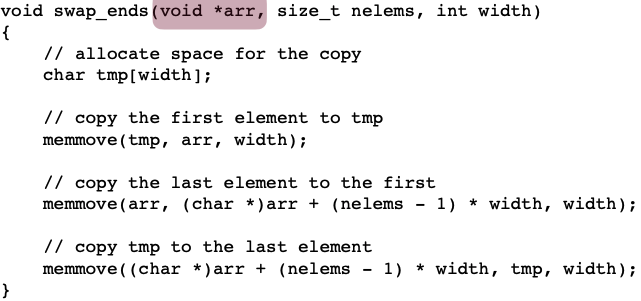 void swap_ends(void *arr, size_t nelems, int width)
{
    // allocate space for the copy
    char tmp[width];

    // copy the first element to tmp
    memmove(tmp, arr, width);

    // copy the last element to the first
    memmove(arr, (char *)arr + (nelems - 1) * width, width);

    // copy tmp to the last element
    memmove((char *)arr + (nelems - 1) * width, tmp, width);
}